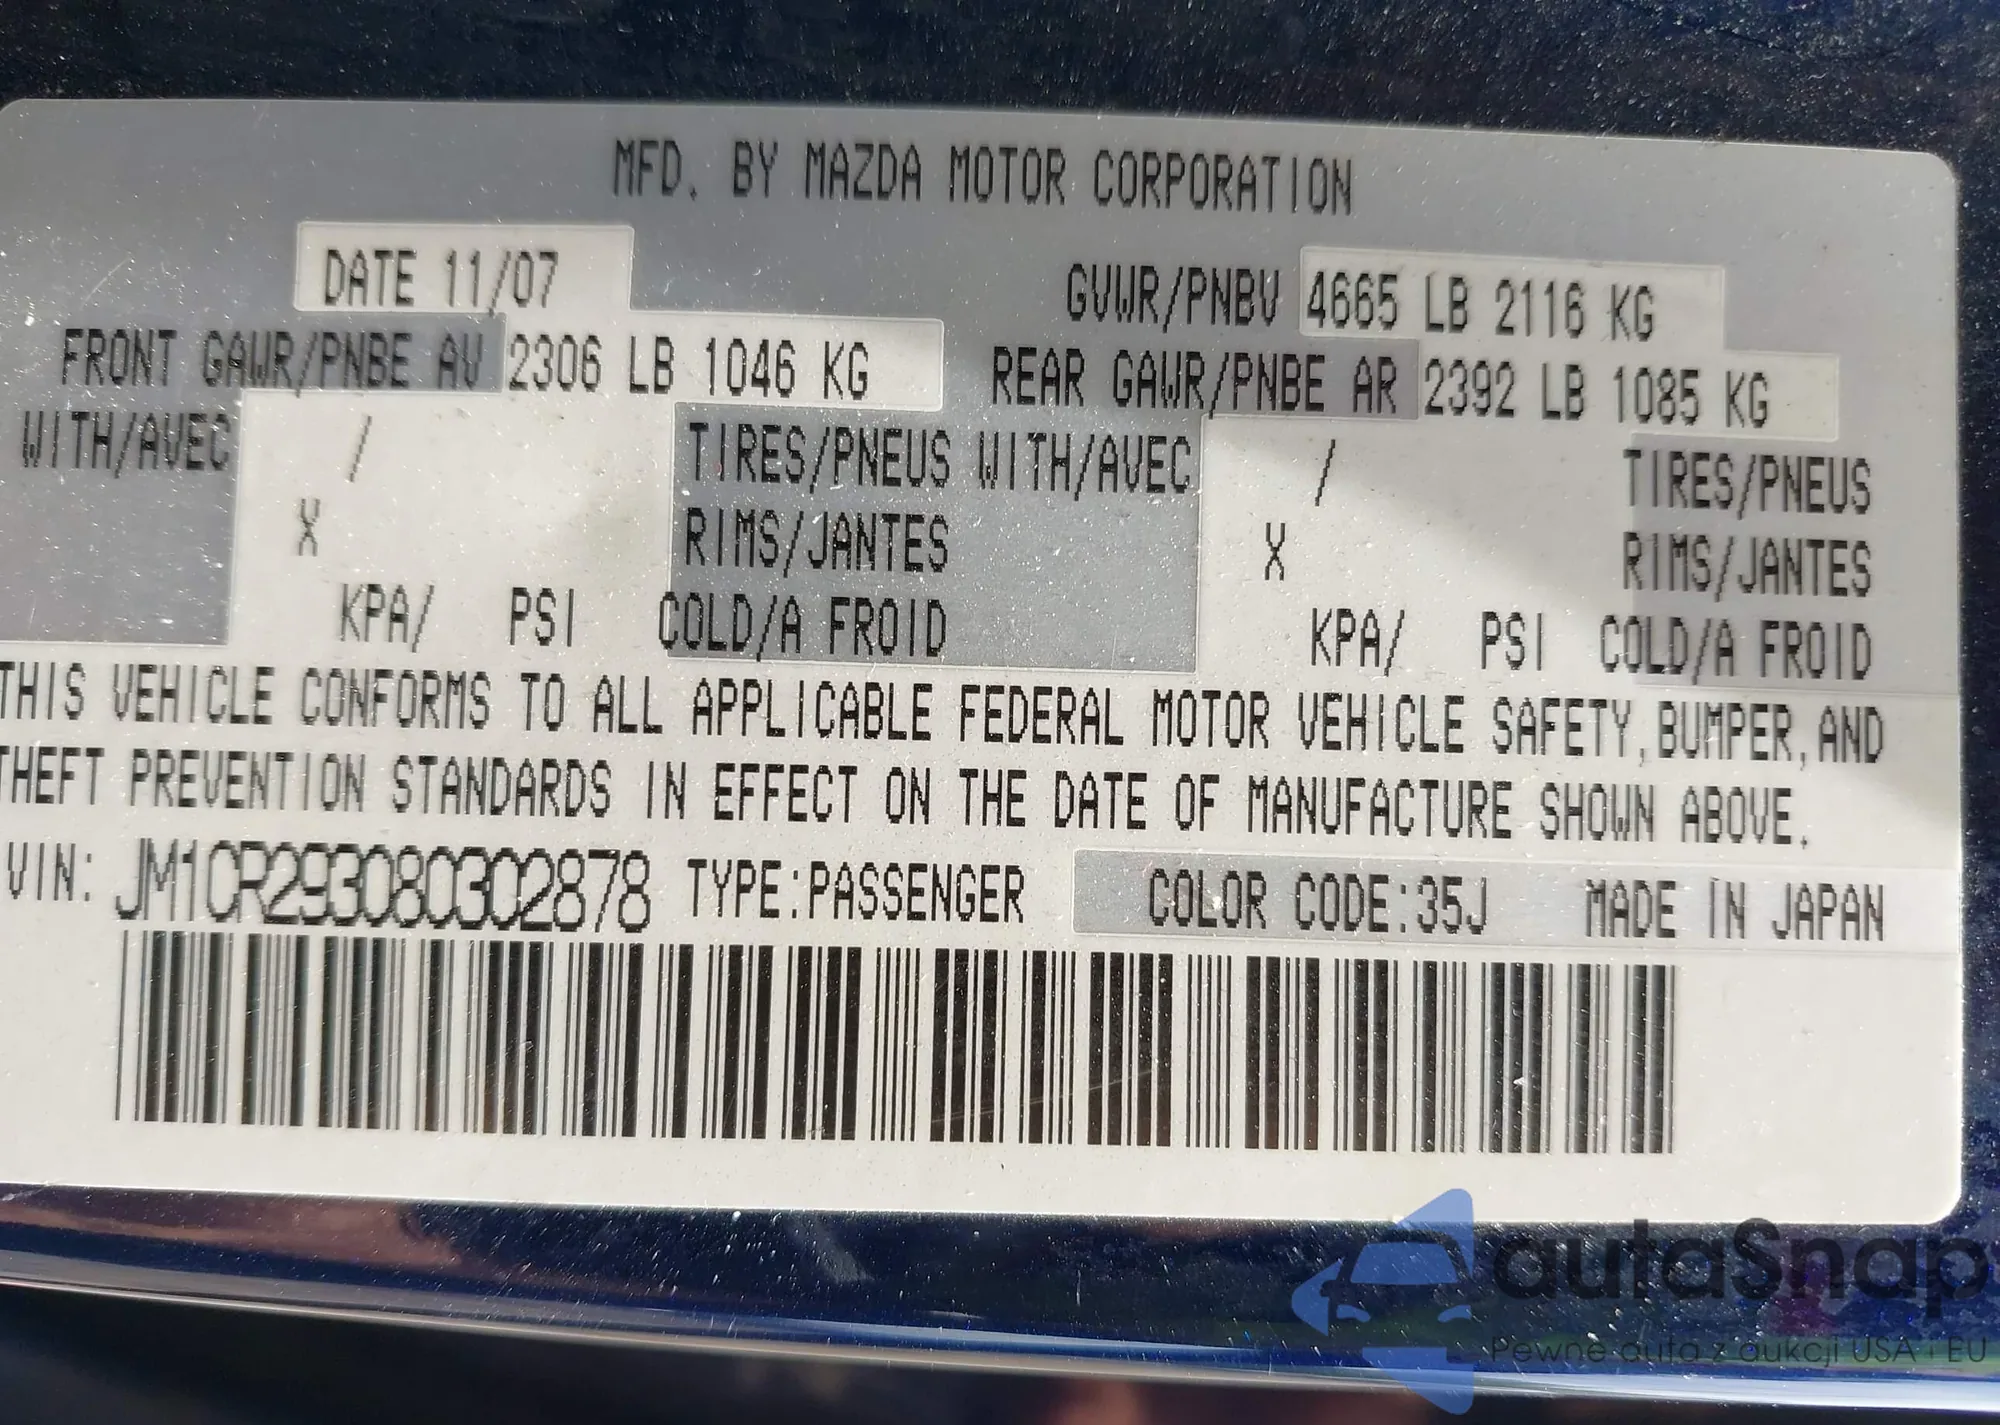 MFD. BY MAZDA MOTOR CORPORATION
DATE 11/07
GVWR/PNBV 4665 LB 2116 KG
FRONT GAWR/PNBE AV 2306 LB 1046 KG
REAR GAWR/PNBE AR 2392 LB 1085 KG
WITH/AVEC / TIRES/PNEUS WITH/AVEC / TIRES/PNEUS
X RIMS/JANTES X RIMS/JANTES
KPA/ PSI COLD/A FROID KPA/ PSI COLD/A FROID
THIS VEHICLE CONFORMS TO ALL APPLICABLE FEDERAL MOTOR VEHICLE SAFETY, BUMPER, AND
THEFT PREVENTION STANDARDS IN EFFECT ON THE DATE OF MANUFACTURE SHOWN ABOVE.
VIN: JM1CR293080302878 TYPE:PASSENGER COLOR CODE:35J MADE IN JAPAN
autaSnap
Pewne auta z aukcji USA i EU